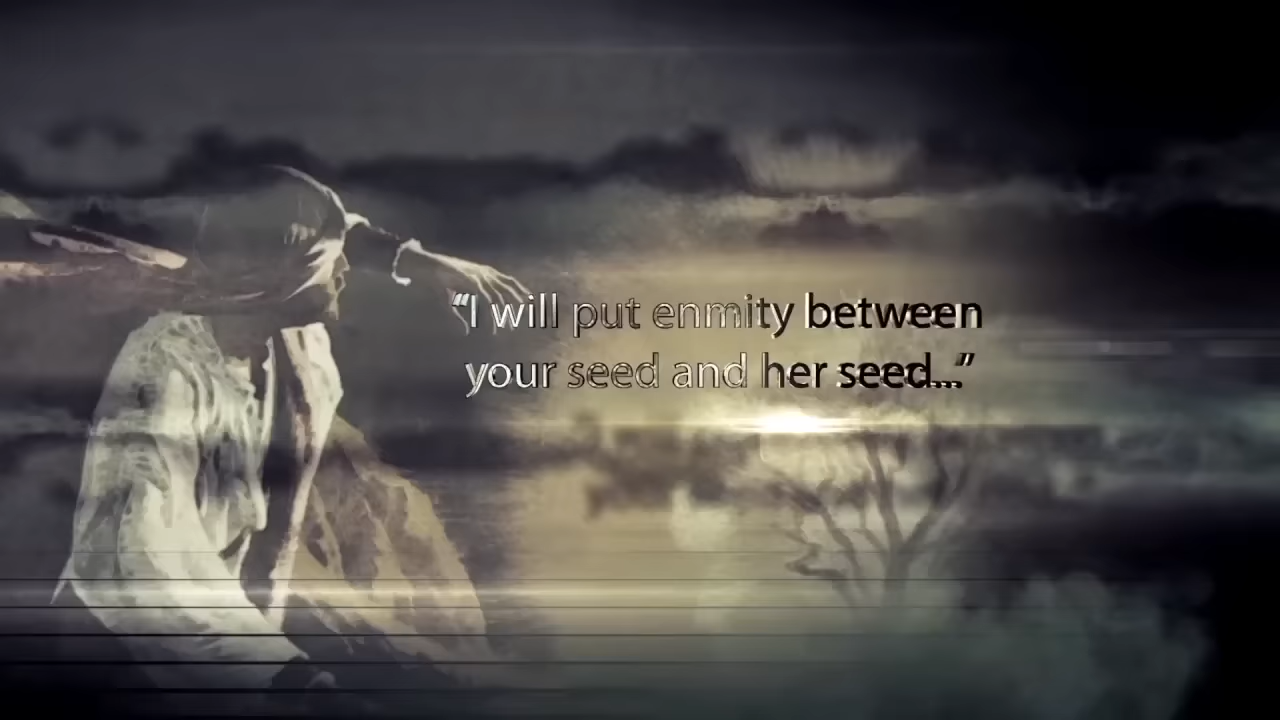 “I will put enmity between
your seed and her seed...”